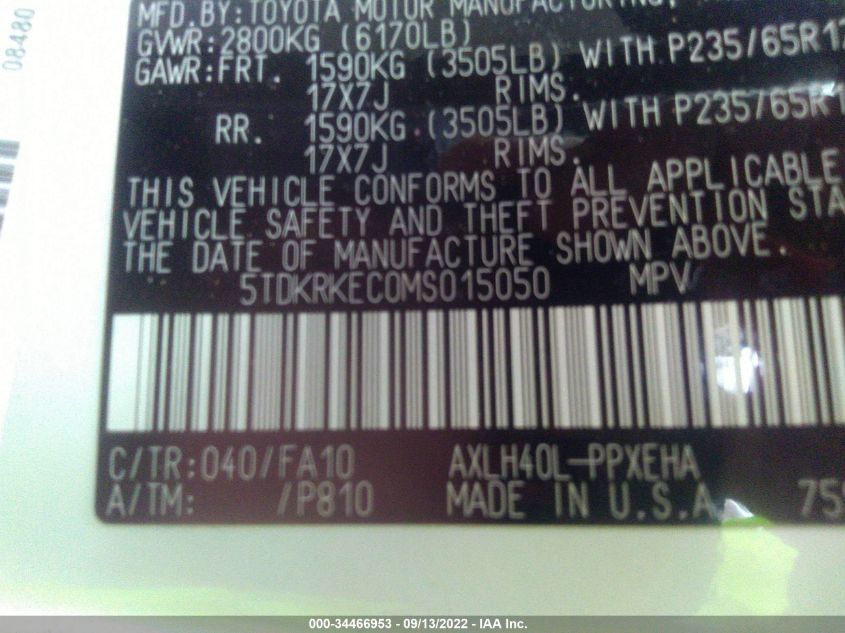 MFD.BY:TOYOTA MOTOR MANUFACTURING,
GVWR:2800KG (6170LB)
GAWR:FRT. 1590KG (3505LB) WITH P235/65R17
17X7J RIMS.
RR. 1590KG (3505LB) WITH P235/65R1
17X7J RIMS.
THIS VEHICLE CONFORMS TO ALL APPLICABLE
VEHICLE SAFETY AND THEFT PREVENTION STA
THE DATE OF MANUFACTURE SHOWN ABOVE.
5TDKRKEC0MS015050 MPV
C/TR:040/FA10 AXLH40L-PPXEHA
A/TM: /P810 MADE IN U.S.A. 759
08480
000-34466953 - 09/13/2022 - IAA Inc.